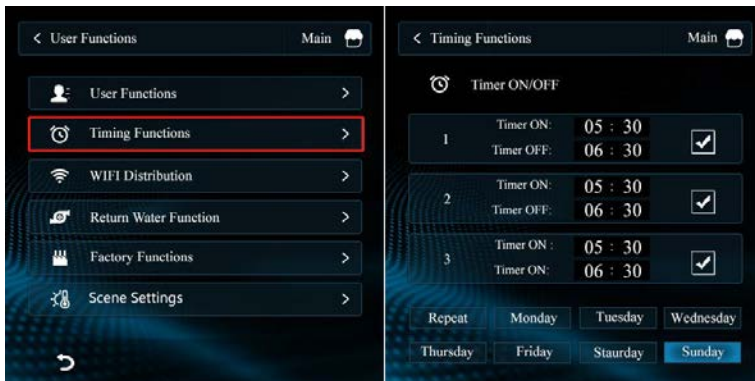 < User Functions Main
User Functions >
Timing Functions >
WIFI Distribution >
Return Water Function >
Factory Functions >
Scene Settings >
< Timing Functions Main
Timer ON/OFF
1
Timer ON: 05 : 30
Timer OFF: 06 : 30
2
Timer ON: 05 : 30
Timer OFF: 06 : 30
3
Timer ON : 05 : 30
Timer ON: 06 : 30
Repeat Monday Tuesday Wednesday
Thursday Friday Staurday Sunday